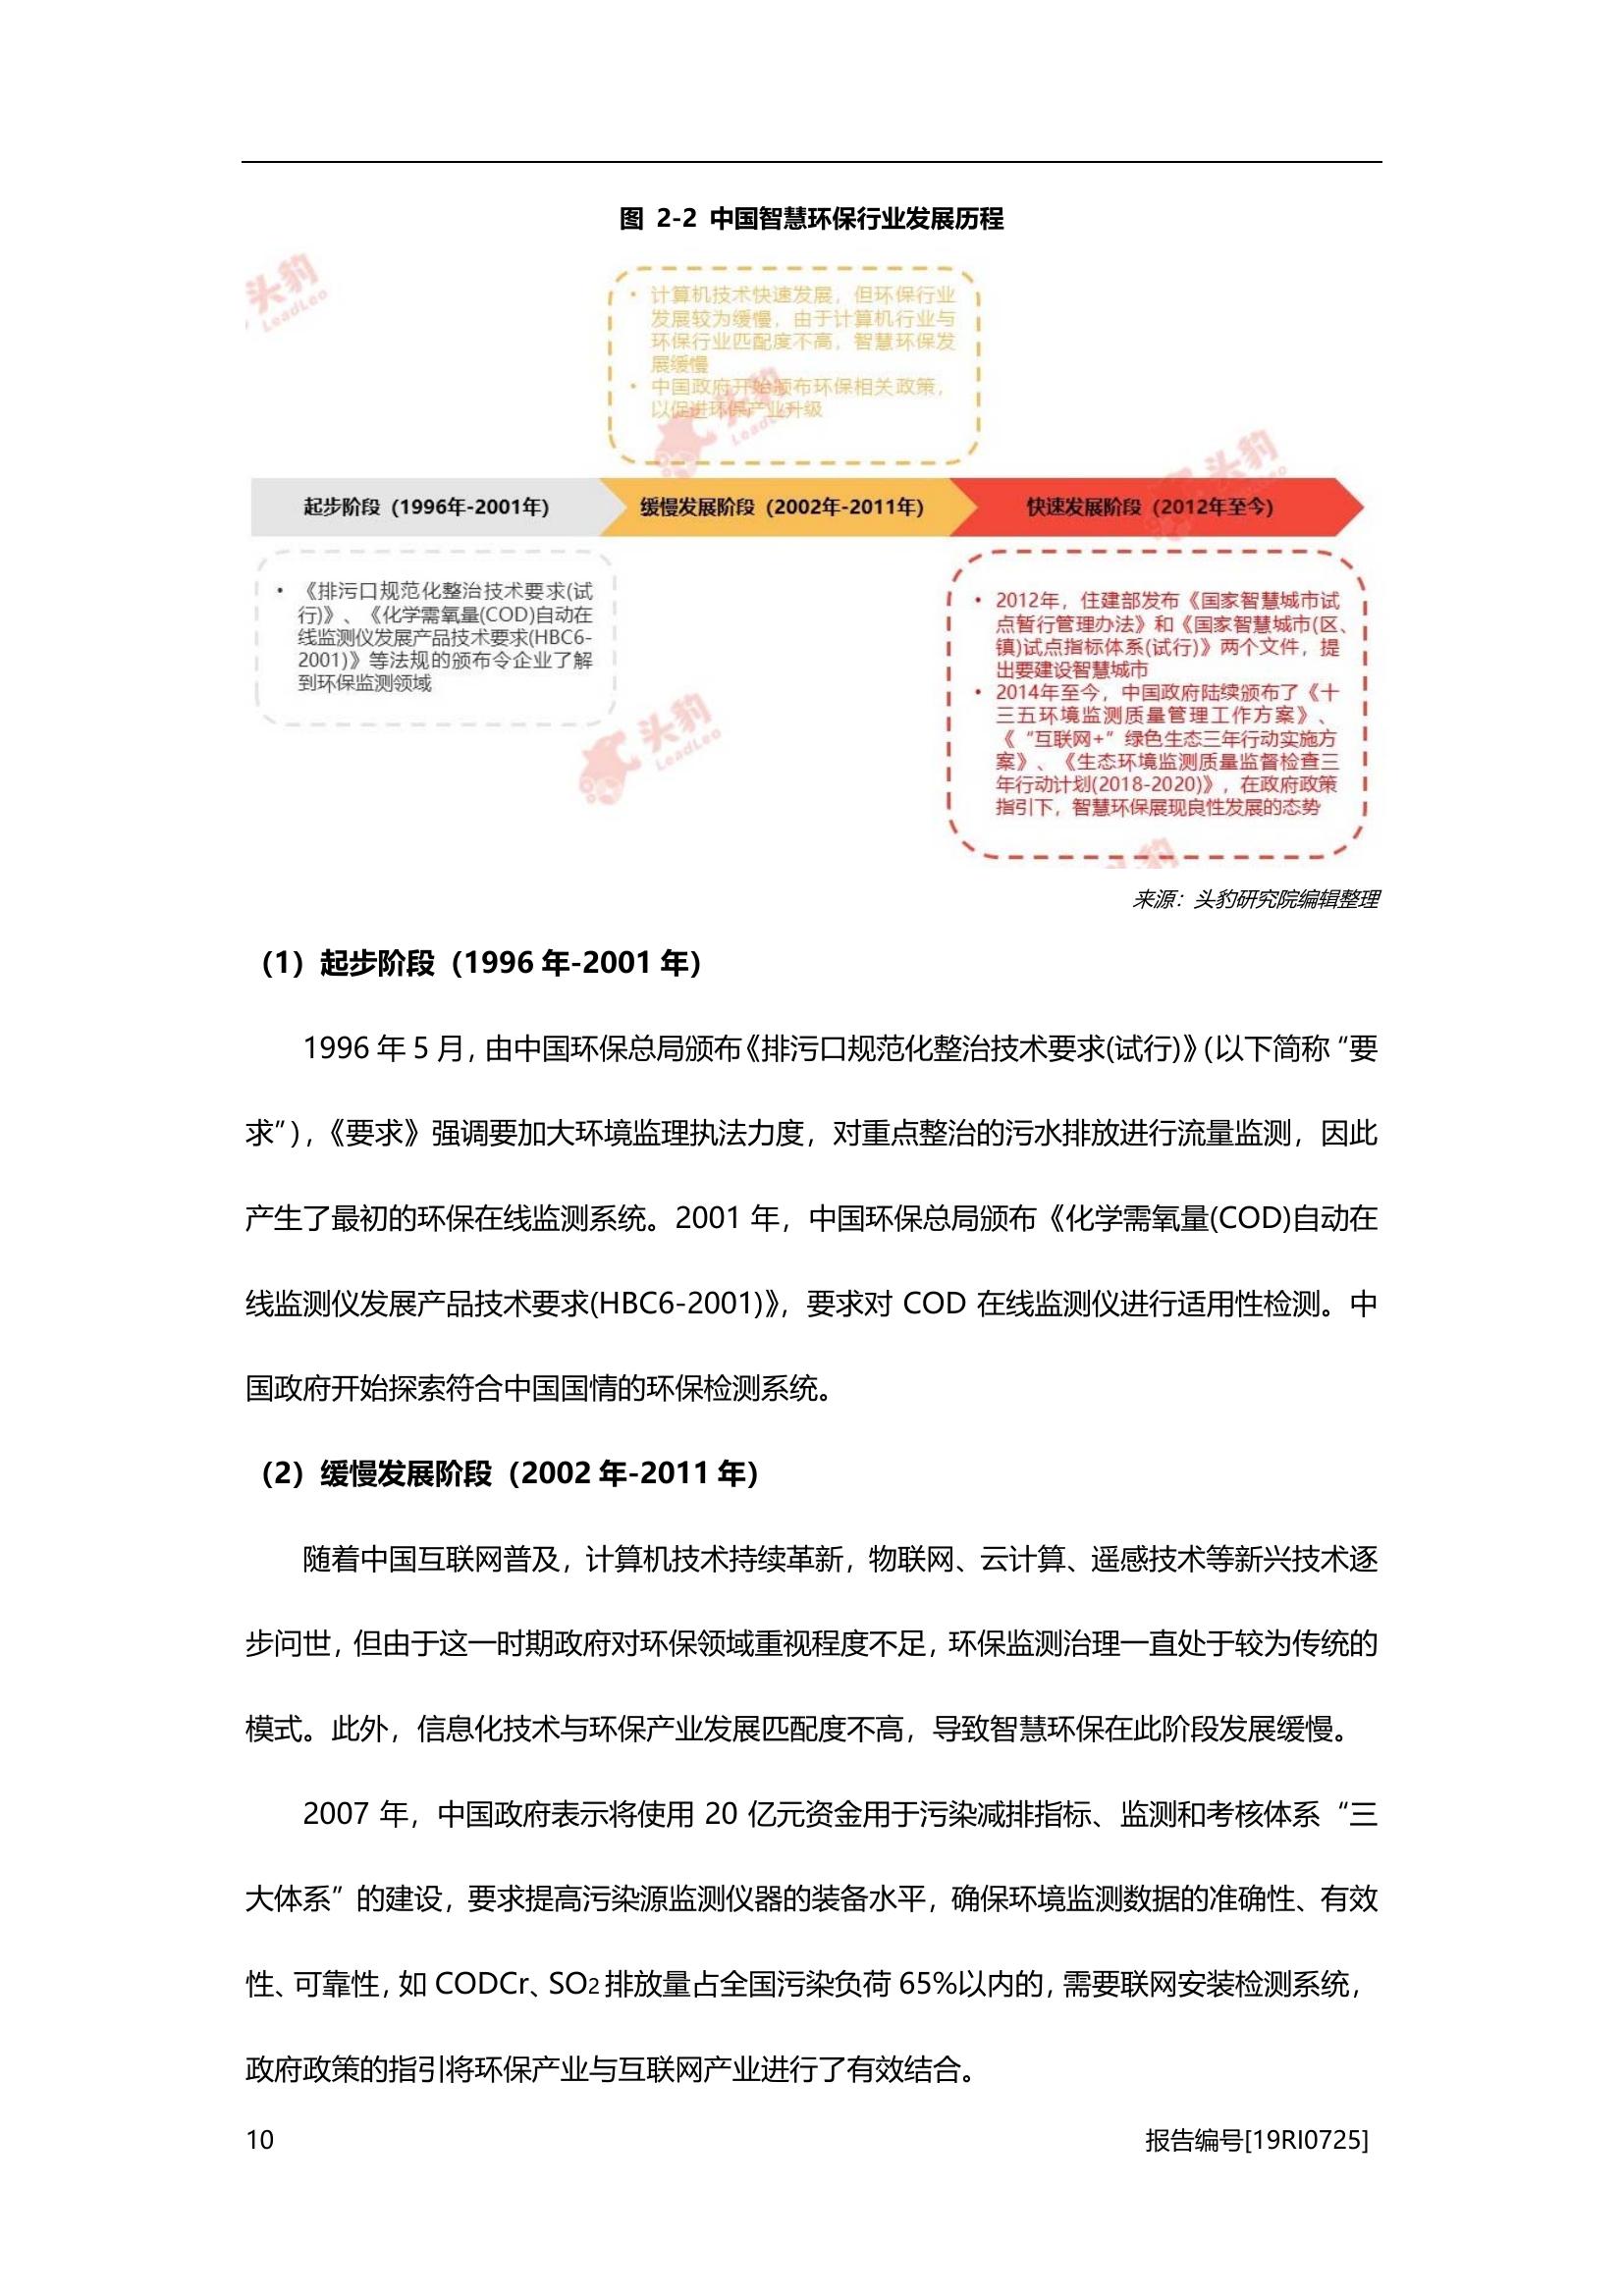 图 2-2 中国智慧环保行业发展历程
头豹
LeadLeo
• 计算机技术快速发展，但环保行业
发展较为缓慢，由于计算机行业与
环保行业匹配度不高，智慧环保发
展缓慢
• 中国政府开始颁布环保相关政策，
以促进环保产业升级
头豹
LeadLeo
头豹
起步阶段（1996年-2001年）
缓慢发展阶段（2002年-2011年）
快速发展阶段（2012年至今）
• 《排污口规范化整治技术要求(试
行)》、《化学需氧量(COD)自动在
线监测仪发展产品技术要求(HBC6-
2001)》等法规的颁布令企业了解
到环保监测领域
• 2012年，住建部发布《国家智慧城市试
点暂行管理办法》和《国家智慧城市(区、
镇)试点指标体系(试行)》两个文件，提
出要建设智慧城市
• 2014年至今，中国政府陆续颁布了《十
三五环境监测质量管理工作方案》、
《“互联网+”绿色生态三年行动实施方
案》、《生态环境监测质量监督检查三
年行动计划(2018-2020)》，在政府政策
指引下，智慧环保展现良性发展的态势
头豹
LeadLeo
来源：头豹研究院编辑整理
（1）起步阶段（1996 年-2001 年）
1996 年 5 月，由中国环保总局颁布《排污口规范化整治技术要求(试行)》（以下简称“要
求”），《要求》强调要加大环境监理执法力度，对重点整治的污水排放进行流量监测，因此
产生了最初的环保在线监测系统。2001 年，中国环保总局颁布《化学需氧量(COD)自动在
线监测仪发展产品技术要求(HBC6-2001)》，要求对 COD 在线监测仪进行适用性检测。中
国政府开始探索符合中国国情的环保检测系统。
（2）缓慢发展阶段（2002 年-2011 年）
随着中国互联网普及，计算机技术持续革新，物联网、云计算、遥感技术等新兴技术逐
步问世，但由于这一时期政府对环保领域重视程度不足，环保监测治理一直处于较为传统的
模式。此外，信息化技术与环保产业发展匹配度不高，导致智慧环保在此阶段发展缓慢。
2007 年，中国政府表示将使用 20 亿元资金用于污染减排指标、监测和考核体系“三
大体系”的建设，要求提高污染源监测仪器的装备水平，确保环境监测数据的准确性、有效
性、可靠性，如 CODCr、SO2 排放量占全国污染负荷 65%以内的，需要联网安装检测系统，
政府政策的指引将环保产业与互联网产业进行了有效结合。
10
报告编号[19RI0725]